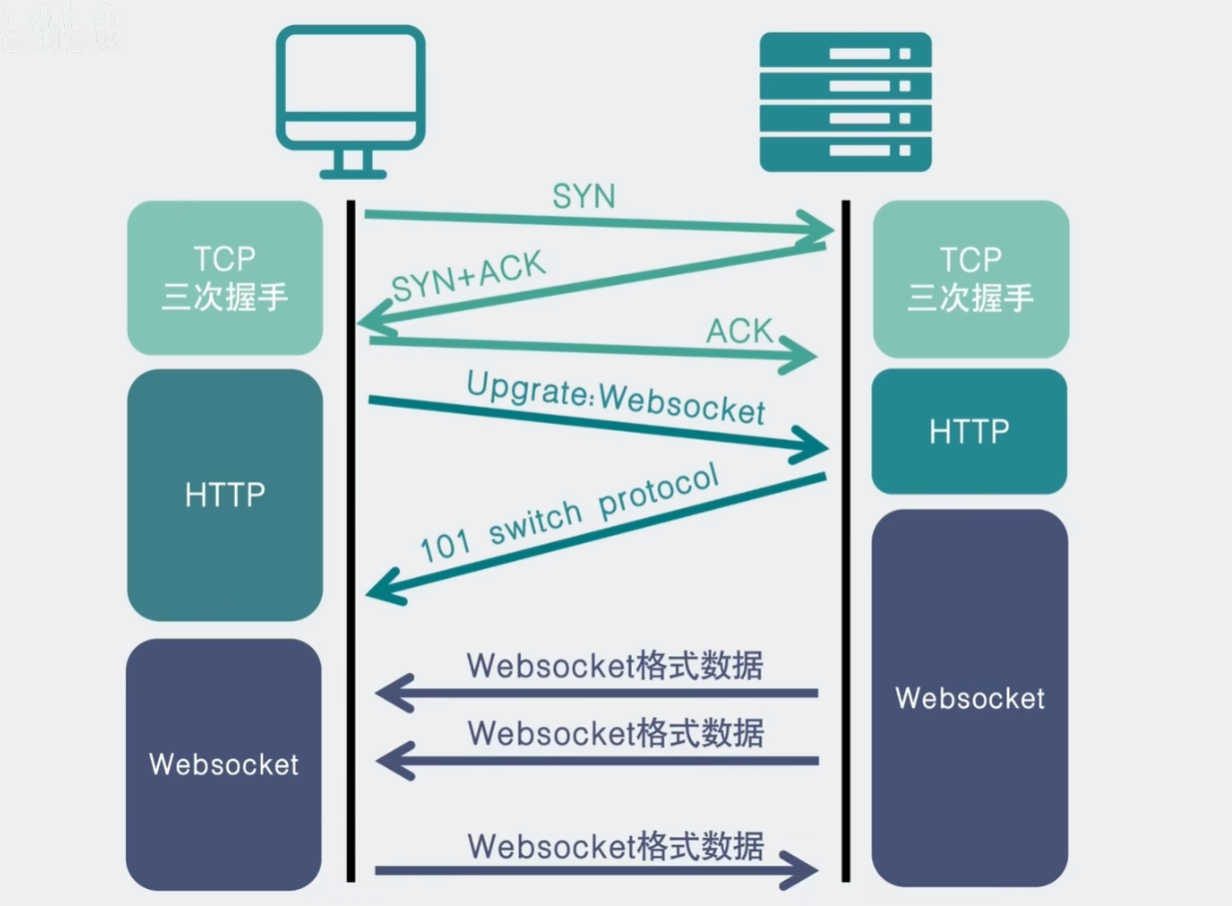 SYN
TCP
三次握手
SYN+ACK
TCP
三次握手
ACK
Upgrate:Websocket
HTTP
HTTP
101 switch protocol
Websocket格式数据
Websocket
Websocket格式数据
Websocket
Websocket格式数据